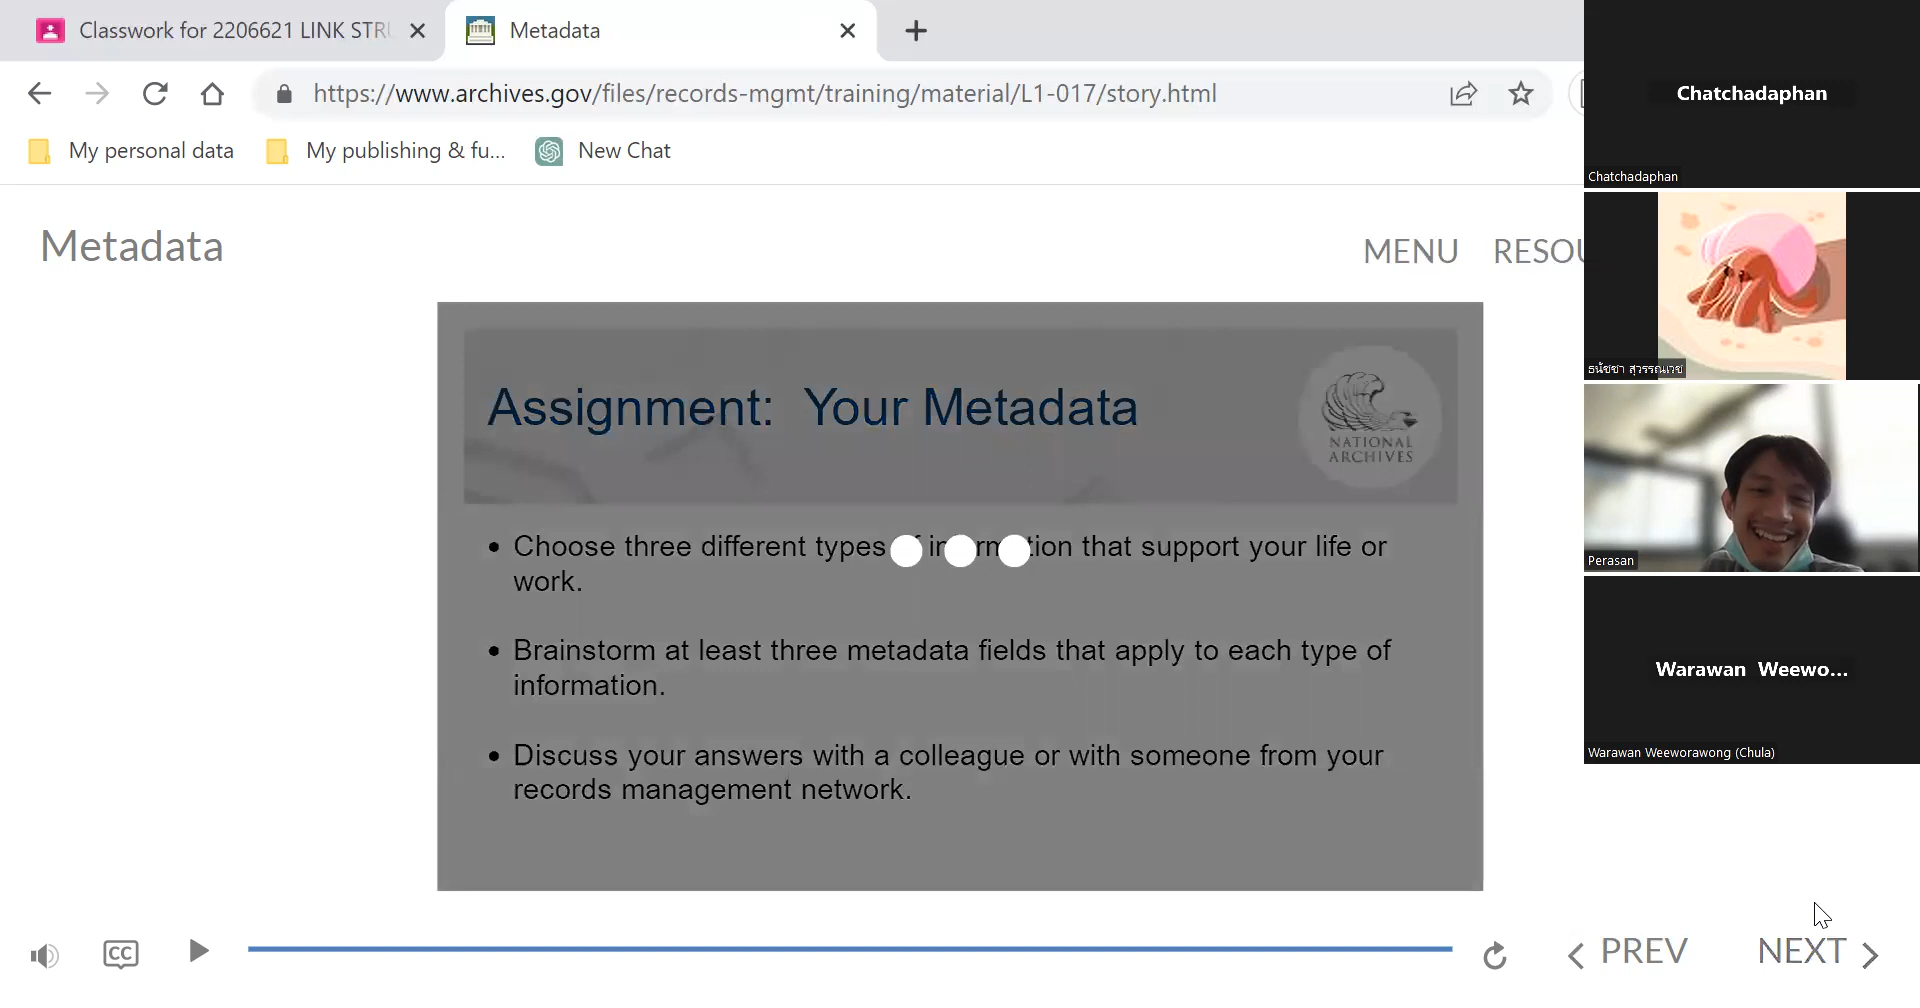 Classwork for 2206621 LINK STR
Metadata
https://www.archives.gov/files/records-mgmt/training/material/L1-017/story.html
My personal data
My publishing & fu...
New Chat
Metadata
MENU
RESOU
Assignment: Your Metadata
NATIONAL
ARCHIVES
• Choose three different types of information that support your life or
work.
• Brainstorm at least three metadata fields that apply to each type of
information.
• Discuss your answers with a colleague or with someone from your
records management network.
CC
PREV
NEXT
Chatchadaphan
Chatchadaphan
ธนัชชา สุวรรณเวช
Perasan
Warawan Weewo...
Warawan Weeworawong (Chula)